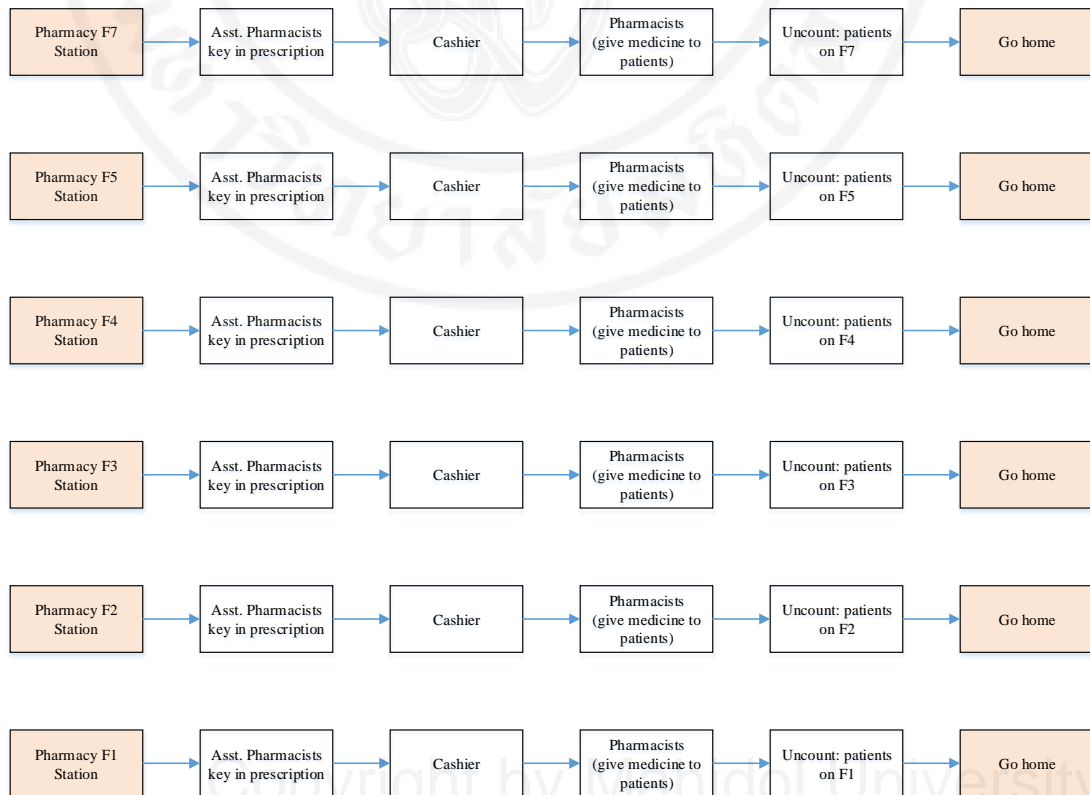 Pharmacy F7
Station
Asst. Pharmacists
key in prescription
Cashier
Pharmacists
(give medicine to
patients)
Uncount: patients
on F7
Go home
Pharmacy F5
Station
Asst. Pharmacists
key in prescription
Cashier
Pharmacists
(give medicine to
patients)
Uncount: patients
on F5
Go home
Pharmacy F4
Station
Asst. Pharmacists
key in prescription
Cashier
Pharmacists
(give medicine to
patients)
Uncount: patients
on F4
Go home
Pharmacy F3
Station
Asst. Pharmacists
key in prescription
Cashier
Pharmacists
(give medicine to
patients)
Uncount: patients
on F3
Go home
Pharmacy F2
Station
Asst. Pharmacists
key in prescription
Cashier
Pharmacists
(give medicine to
patients)
Uncount: patients
on F2
Go home
Pharmacy F1
Station
Asst. Pharmacists
key in prescription
Cashier
Pharmacists
(give medicine to
patients)
Uncount: patients
on F1
Go home
Copyright by Mahidol University